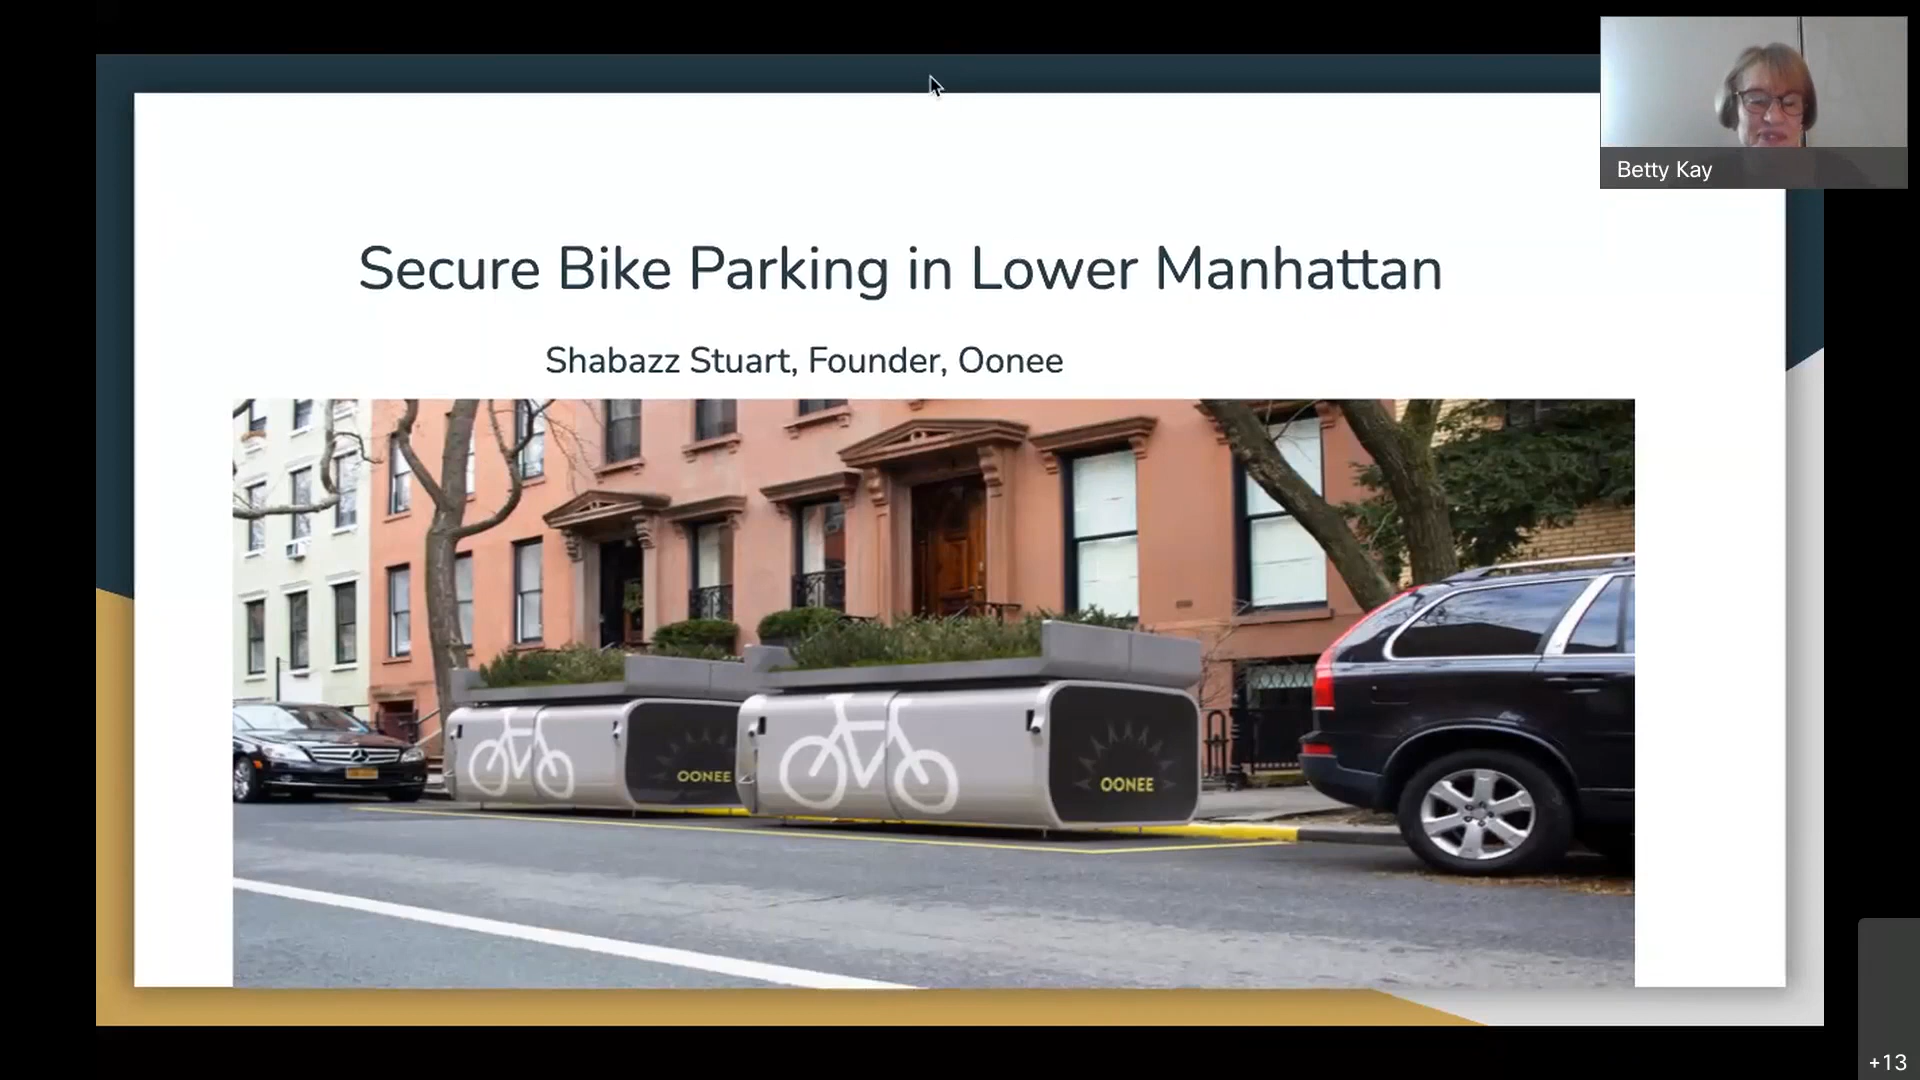 Betty Kay
Secure Bike Parking in Lower Manhattan
Shabazz Stuart, Founder, Oonee
OONEE
OONEE
+13